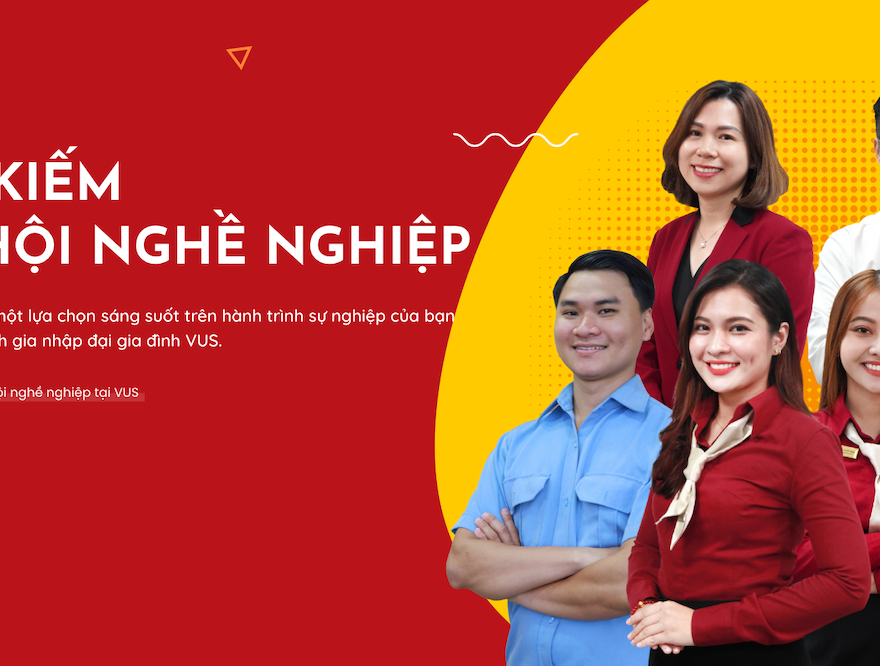 KIẾM
HỘI NGHỀ NGHIỆP
một lựa chọn sáng suốt trên hành trình sự nghiệp của bạn
gia nhập đại gia đình VUS.
nghề nghiệp tại VUS